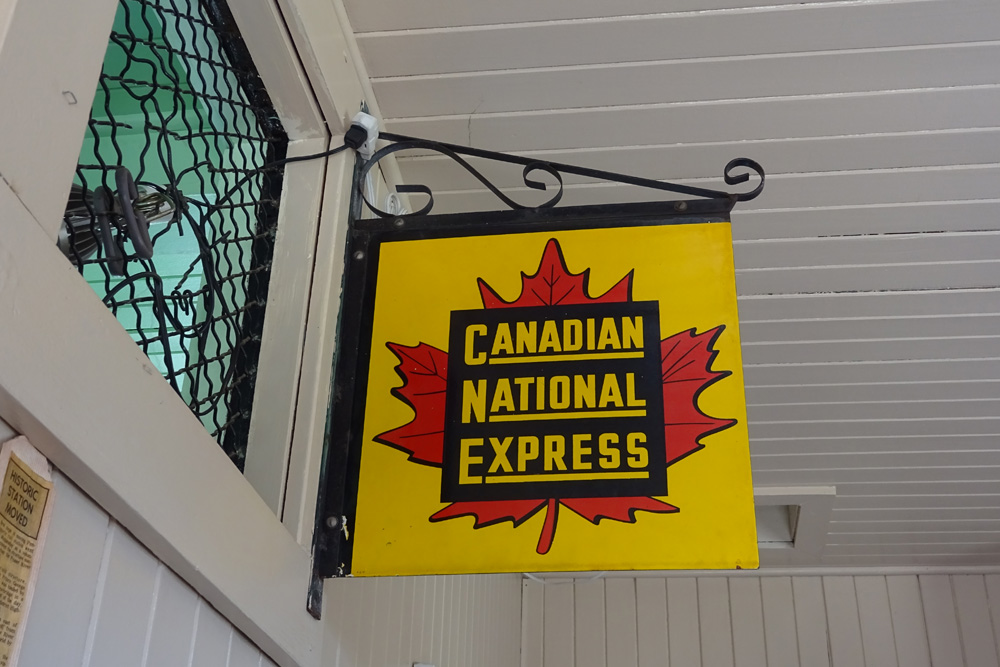 CANADIAN
NATIONAL
EXPRESS
HISTORIC
STATION
MOVED